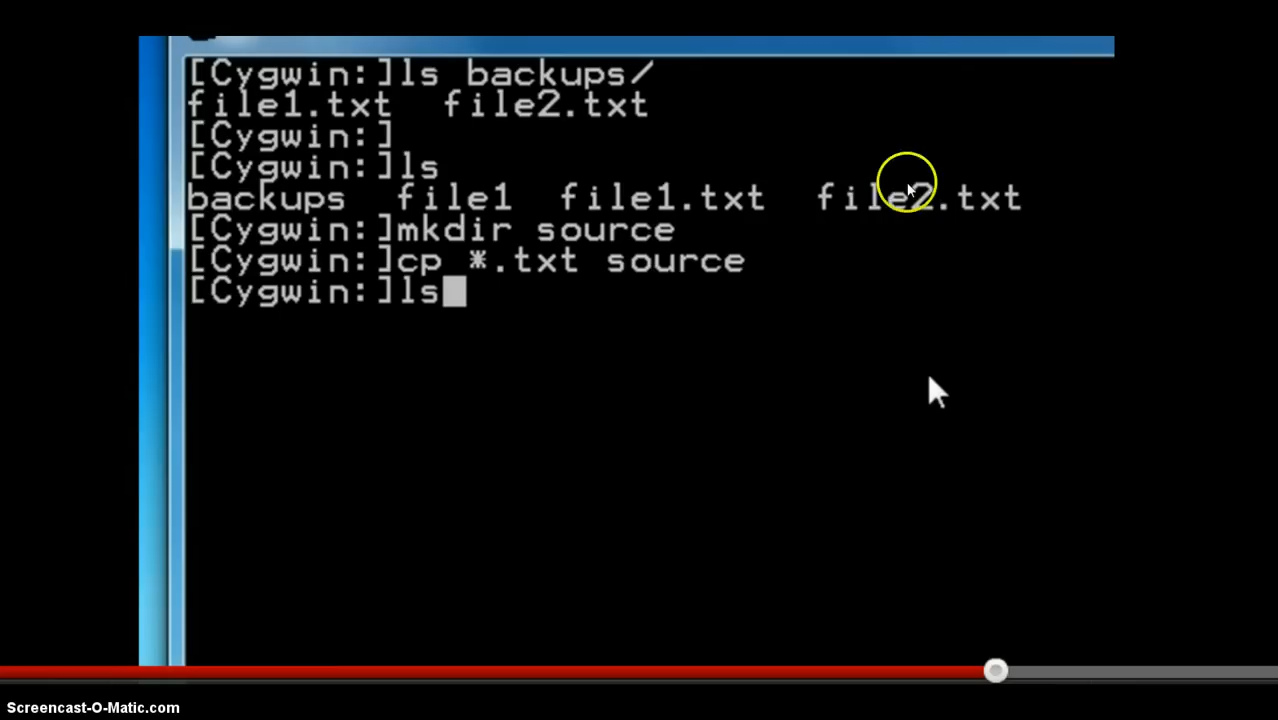 [Cygwin:]ls backups/
file1.txt  file2.txt
[Cygwin:]
[Cygwin:]ls
backups  file1  file1.txt  file2.txt
[Cygwin:]mkdir source
[Cygwin:]cp *.txt source
[Cygwin:]ls
Screencast-O-Matic.com